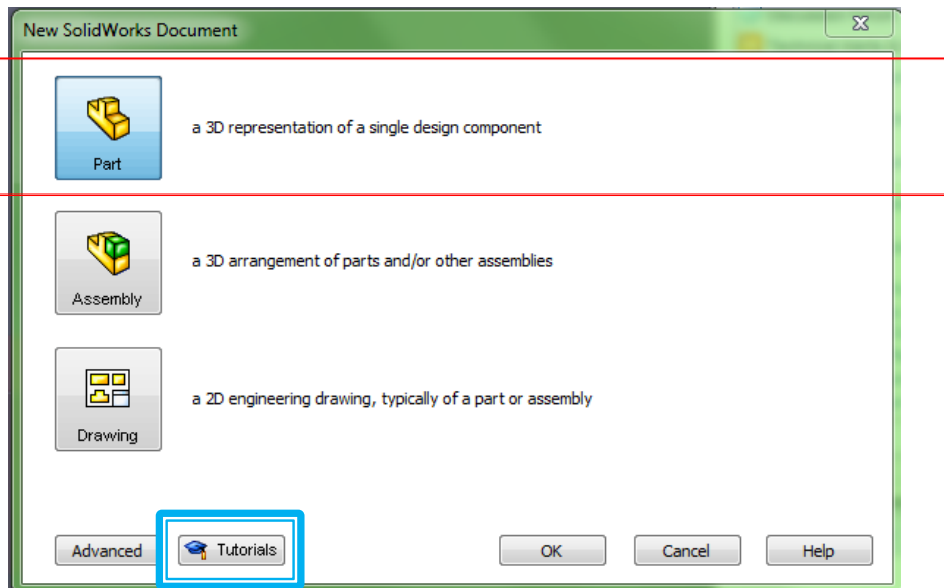 New SolidWorks Document
Part
a 3D representation of a single design component
Assembly
a 3D arrangement of parts and/or other assemblies
Drawing
a 2D engineering drawing, typically of a part or assembly
Advanced Tutorials OK Cancel Help